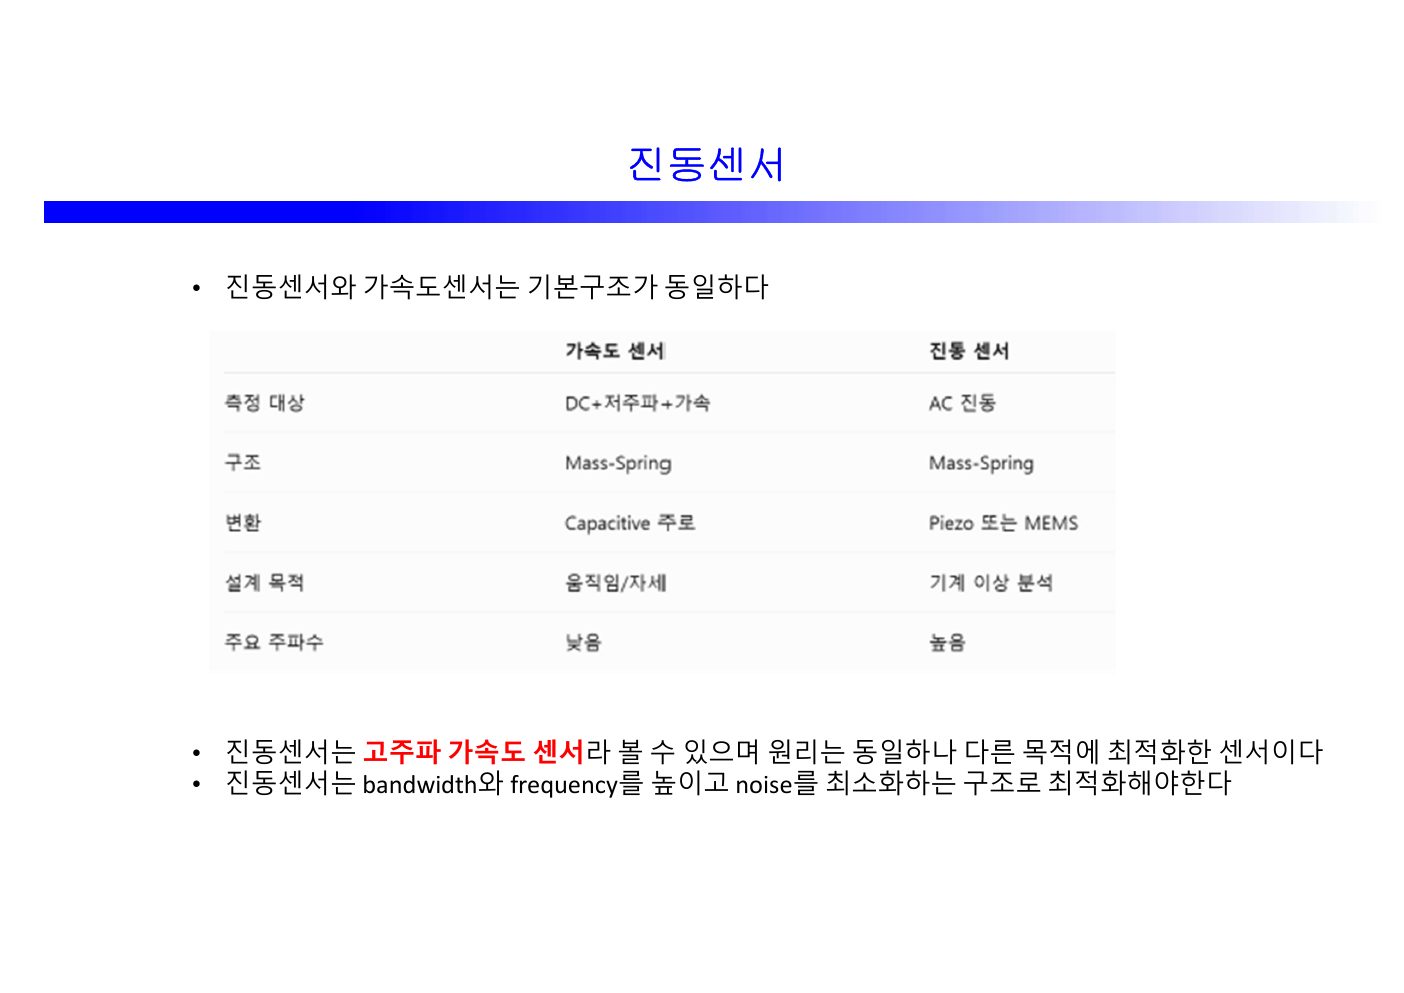 진동센서
• 진동센서와 가속도센서는 기본구조가 동일하다
가속도 센서 진동 센서
측정 대상 DC+저주파+가속 AC 진동
구조 Mass-Spring Mass-Spring
변환 Capacitive 주로 Piezo 또는 MEMS
설계 목적 움직임/자세 기계 이상 분석
주요 주파수 낮음 높음
• 진동센서는 고주파 가속도 센서라 볼 수 있으며 원리는 동일하나 다른 목적에 최적화한 센서이다
• 진동센서는 bandwidth와 frequency를 높이고 noise를 최소화하는 구조로 최적화해야한다